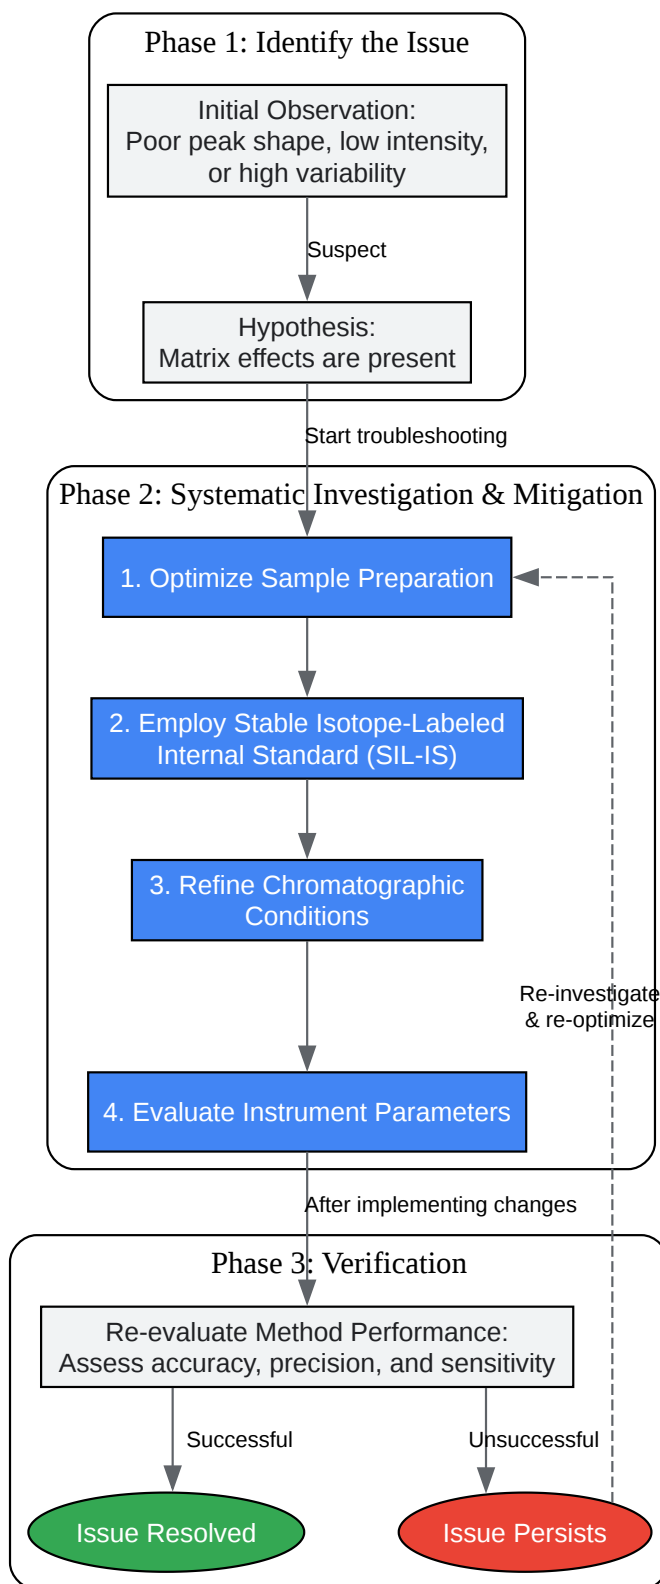 Phase 1: Identify the Issue
Initial Observation:
Poor peak shape, low intensity,
or high variability
Suspect
Hypothesis:
Matrix effects are present
Start troubleshooting
Phase 2: Systematic Investigation & Mitigation
1. Optimize Sample Preparation
2. Employ Stable Isotope-Labeled
Internal Standard (SIL-IS)
3. Refine Chromatographic
Conditions
Re-investigate
& re-optimize
4. Evaluate Instrument Parameters
After implementing changes
Phase 3: Verification
Re-evaluate Method Performance:
Assess accuracy, precision, and sensitivity
Successful
Unsuccessful
Issue Resolved
Issue Persists